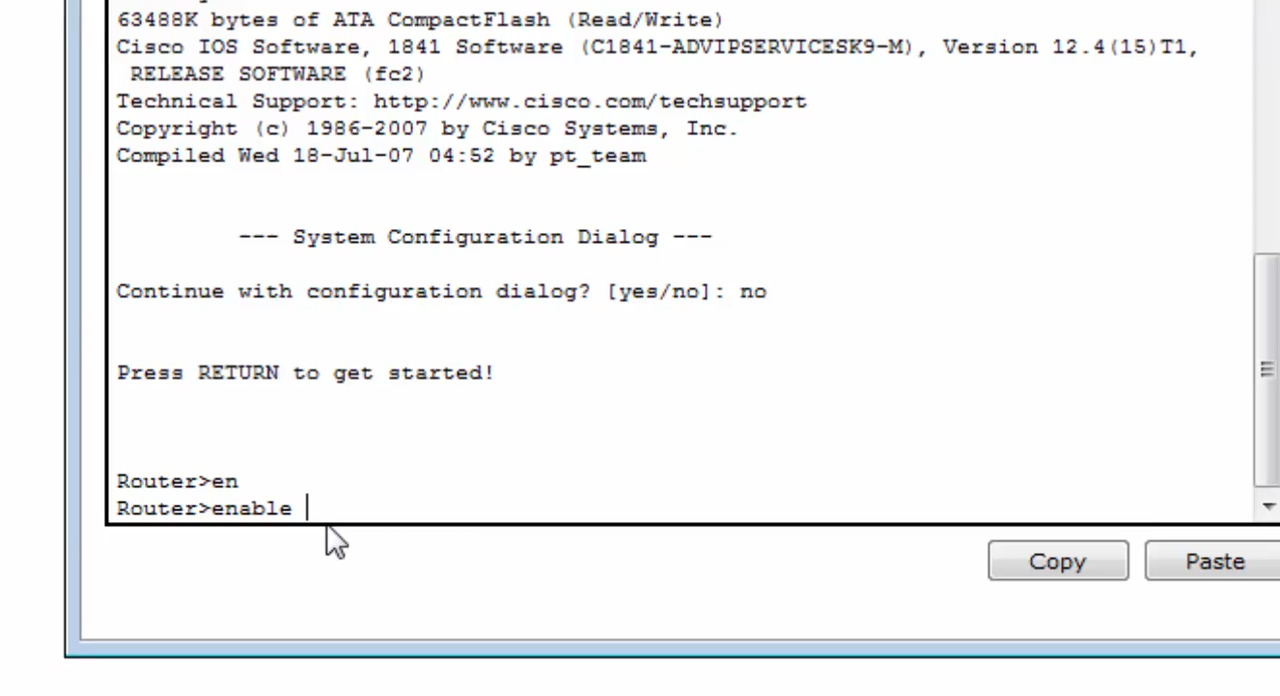 63488K bytes of ATA CompactFlash (Read/Write)
Cisco IOS Software, 1841 Software (C1841-ADVIPSERVICESK9-M), Version 12.4(15)T1,
RELEASE SOFTWARE (fc2)
Technical Support: http://www.cisco.com/techsupport
Copyright (c) 1986-2007 by Cisco Systems, Inc.
Compiled Wed 18-Jul-07 04:52 by pt_team
--- System Configuration Dialog ---
Continue with configuration dialog? [yes/no]: no
Press RETURN to get started!
Router>en
Router>enable
Copy
Paste